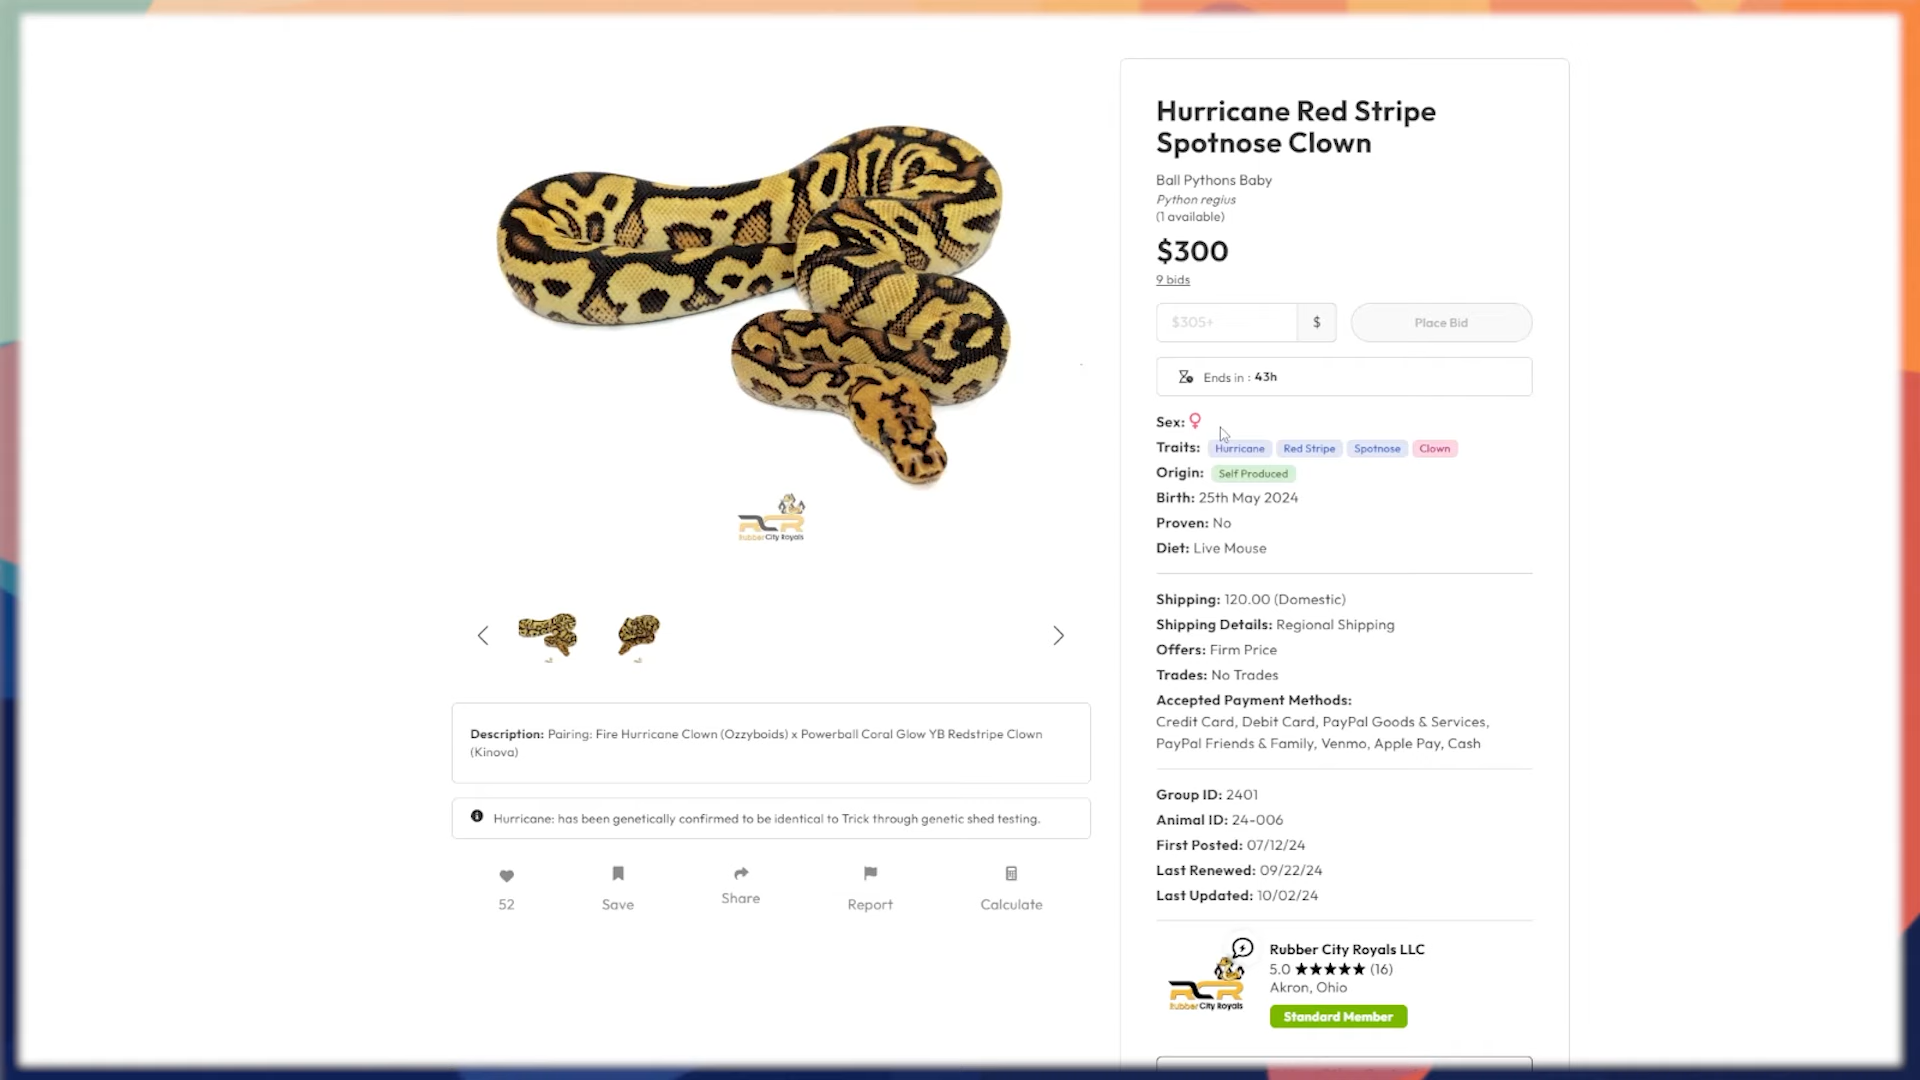 Hurricane Red Stripe
Spotnose Clown
Ball Pythons Baby
Python regius
(1 available)
$300
9 bids
$305+
$
Place Bid
Ends in : 43h
Sex:
Traits: Hurricane Red Stripe Spotnose Clown
Origin: Self Produced
Birth: 25th May 2024
Proven: No
Diet: Live Mouse
Shipping: 120.00 (Domestic)
Shipping Details: Regional Shipping
Offers: Firm Price
Trades: No Trades
Accepted Payment Methods:
Credit Card, Debit Card, PayPal Goods & Services,
PayPal Friends & Family, Venmo, Apple Pay, Cash
Group ID: 2401
Animal ID: 24-006
First Posted: 07/12/24
Last Renewed: 09/22/24
Last Updated: 10/02/24
RCR
Rubber City Royals
Rubber City Royals LLC
5.0 ★★★★★ (16)
Akron, Ohio
Standard Member
RCR
Rubber City Royals
Description: Pairing: Fire Hurricane Clown (Ozzyboids) x Powerball Coral Glow YB Redstripe Clown
(Kinova)
Hurricane: has been genetically confirmed to be identical to Trick through genetic shed testing.
52
Save
Share
Report
Calculate